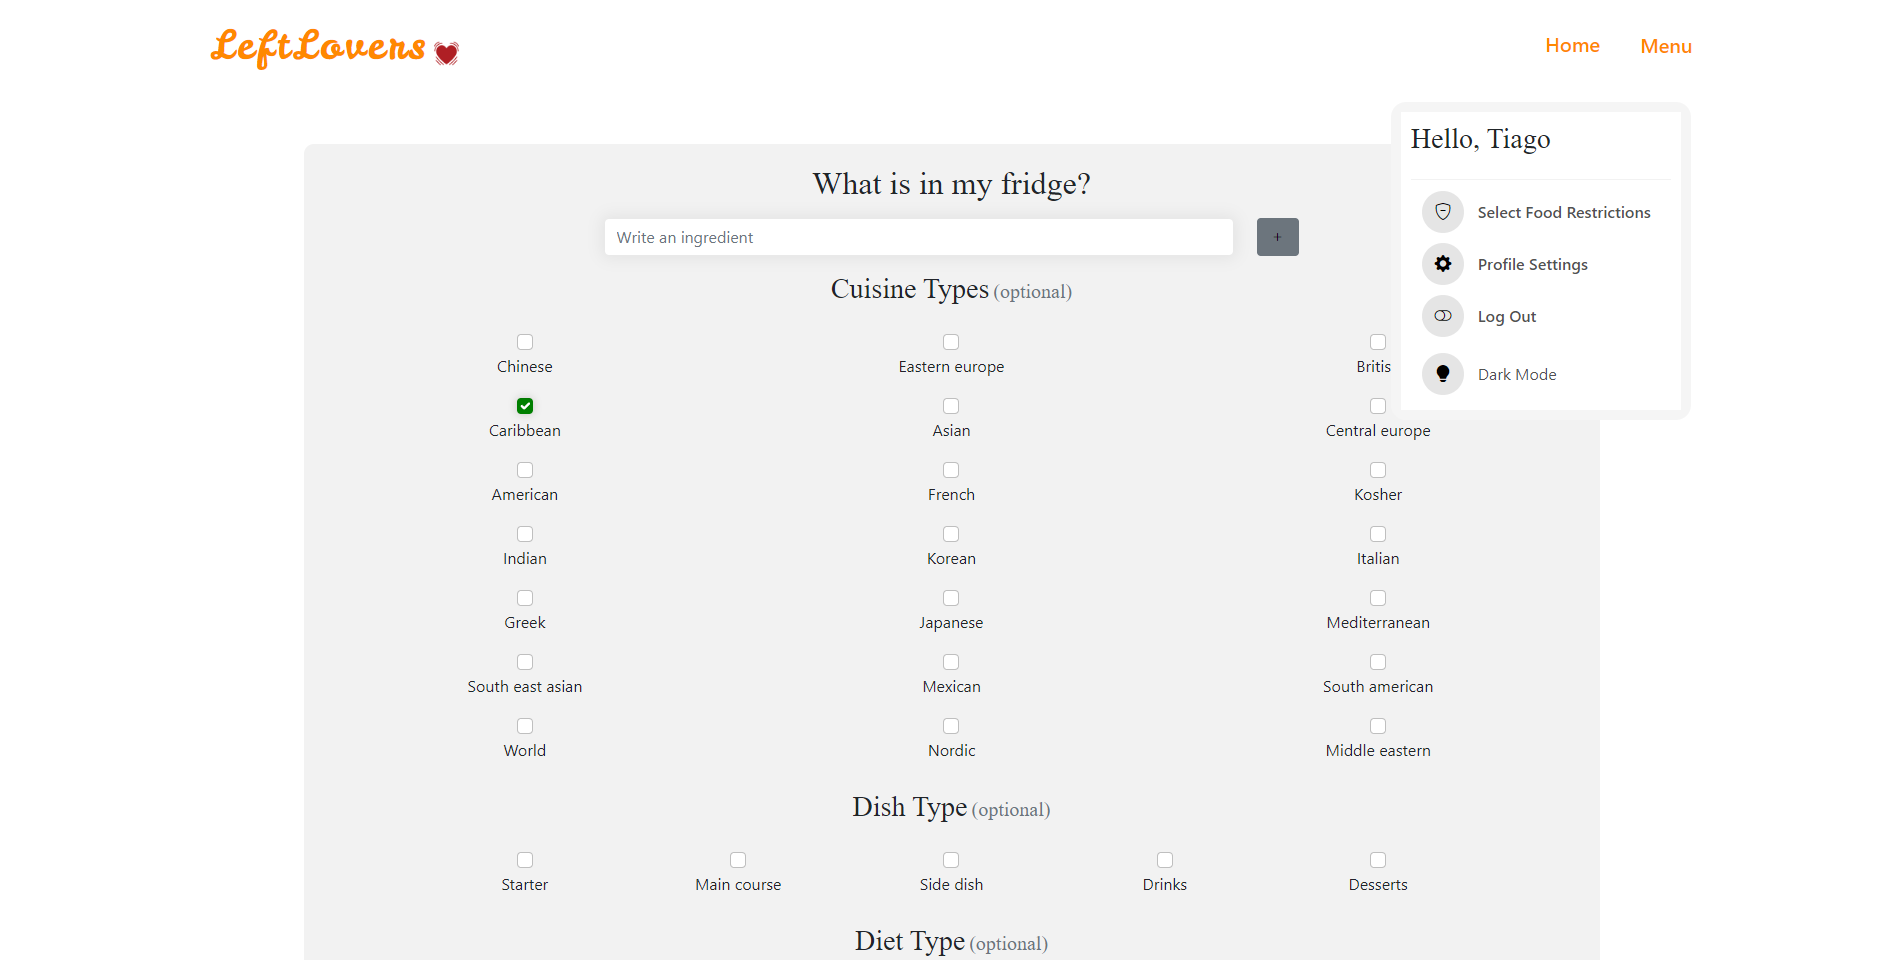 LeftLovers
Home
Menu
Hello, Tiago
Select Food Restrictions
Profile Settings
Log Out
Dark Mode
What is in my fridge?
Write an ingredient
+
Cuisine Types (optional)
Chinese
Eastern europe
Britis
Caribbean
Asian
Central europe
American
French
Kosher
Indian
Korean
Italian
Greek
Japanese
Mediterranean
South east asian
Mexican
South american
World
Nordic
Middle eastern
Dish Type (optional)
Starter
Main course
Side dish
Drinks
Desserts
Diet Type (optional)